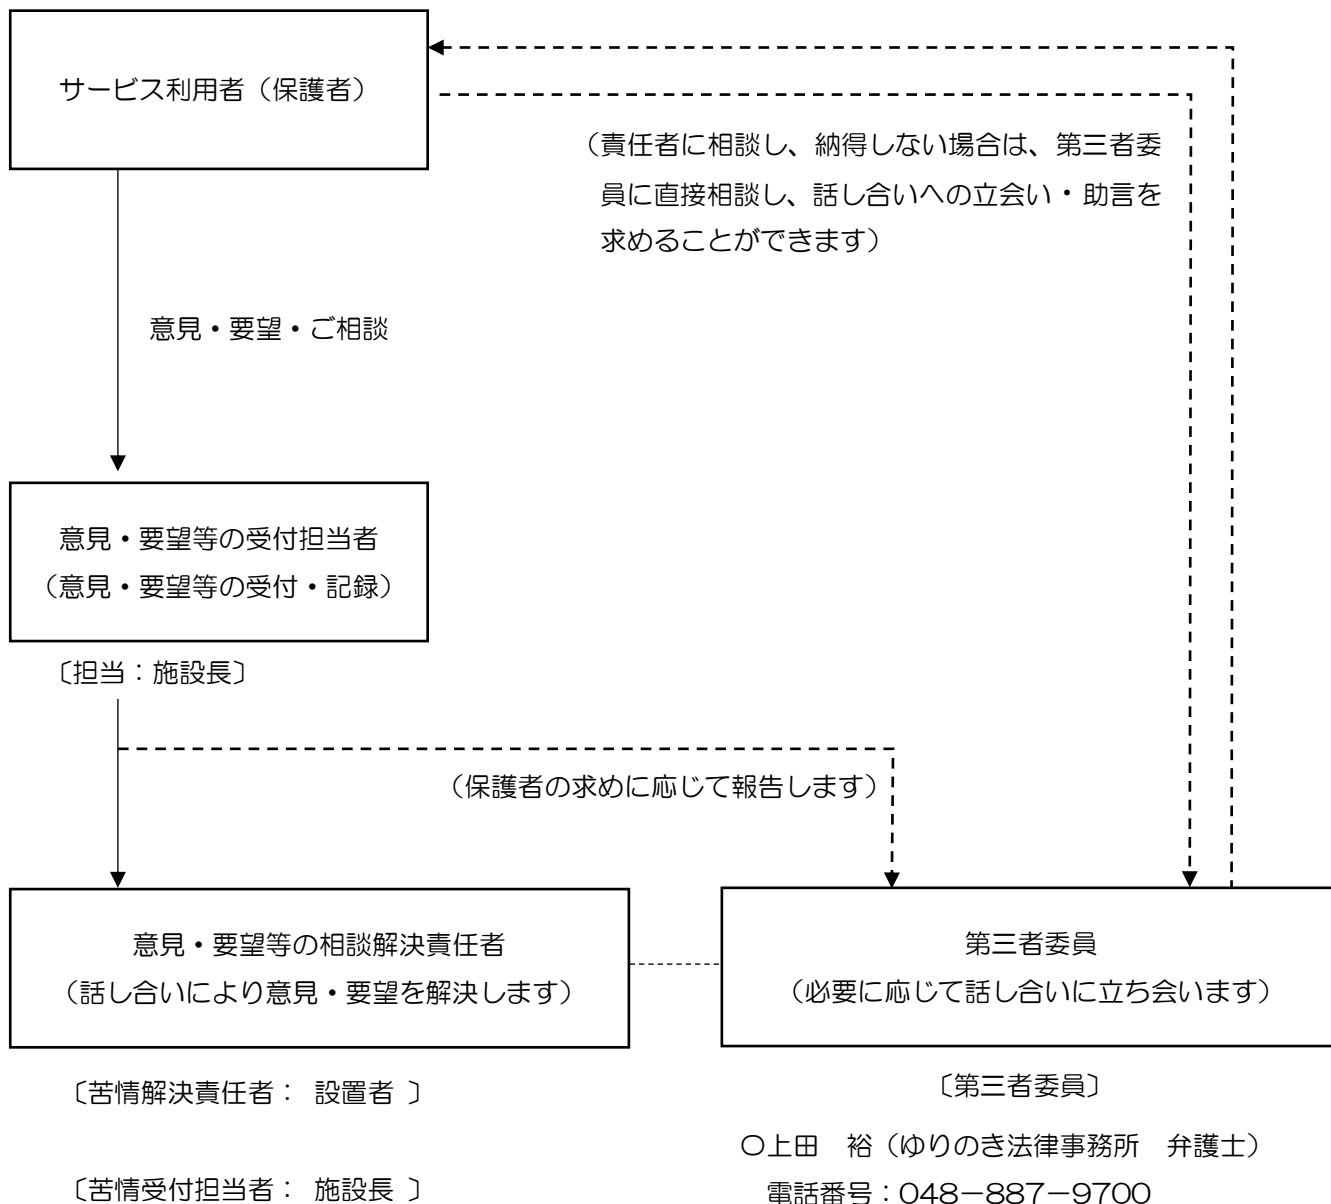 サービス利用者（保護者）
（責任者に相談し、納得しない場合は、第三者委
員に直接相談し、話し合いへの立会い・助言を
求めることができます）
意見・要望・ご相談
意見・要望等の受付担当者
（意見・要望等の受付・記録）
〔担当：施設長〕
（保護者の求めに応じて報告します）
意見・要望等の相談解決責任者
（話し合いにより意見・要望を解決します）
第三者委員
（必要に応じて話し合いに立ち会います）
〔苦情解決責任者： 設置者 〕
〔苦情受付担当者： 施設長 〕
〔第三者委員〕
〇上田　裕（ゆりのき法律事務所　弁護士）
電話番号：048－887－9700